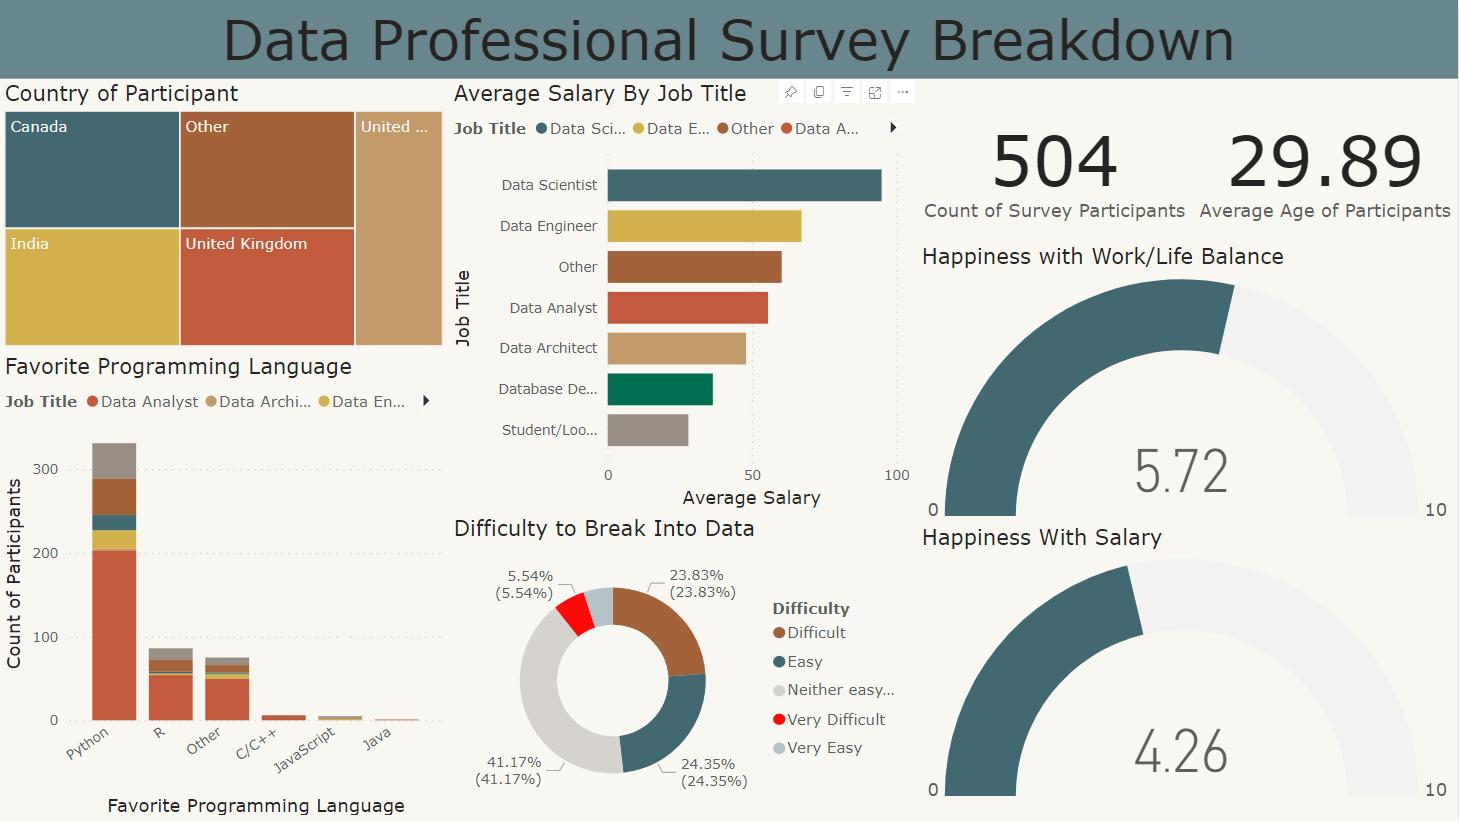 Data Professional Survey Breakdown
Country of Participant
Canada
Other
United ...
India
United Kingdom
Average Salary By Job Title
Job Title Data Sci... Data E... Other Data A...
Job Title
Data Scientist
Data Engineer
Other
Data Analyst
Data Architect
Database De...
Student/Loo...
0 50 100
Average Salary
504
Count of Survey Participants
29.89
Average Age of Participants
Happiness with Work/Life Balance
5.72
0
10
Favorite Programming Language
Job Title Data Analyst Data Archi... Data En...
Count of Participants
300
200
100
0
Python
R
Other
C/C++
JavaScript
Java
Favorite Programming Language
Difficulty to Break Into Data
5.54%
(5.54%)
23.83%
(23.83%)
41.17%
(41.17%)
24.35%
(24.35%)
Difficulty
Difficult
Easy
Neither easy...
Very Difficult
Very Easy
Happiness With Salary
4.26
0
10